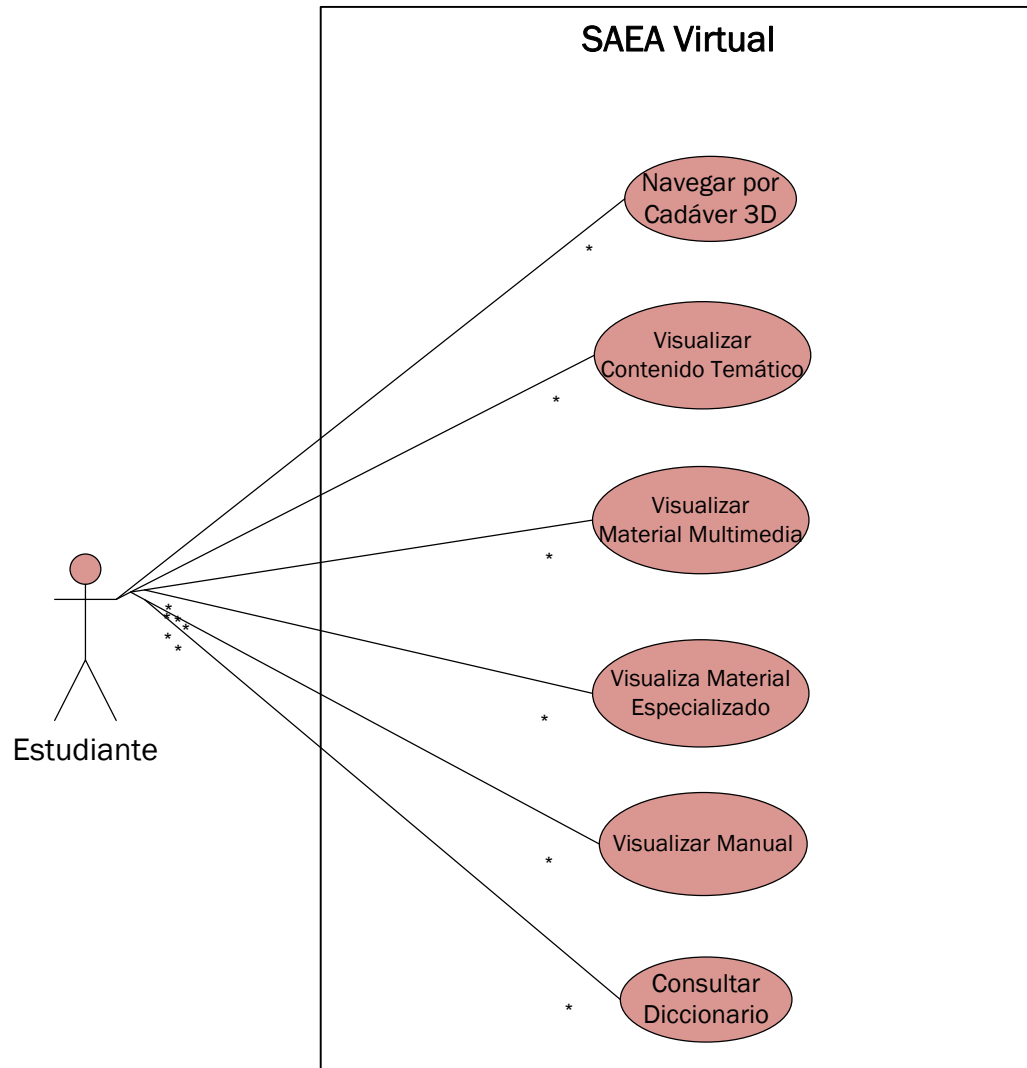 SAEA Virtual
Navegar por
Cadáver 3D
*
Visualizar
Contenido Temático
*
Visualizar
Material Multimedia
*
*
*
*
*
*
*
Visualiza Material
Especializado
*
Estudiante
Visualizar Manual
*
Consultar
Diccionario
*